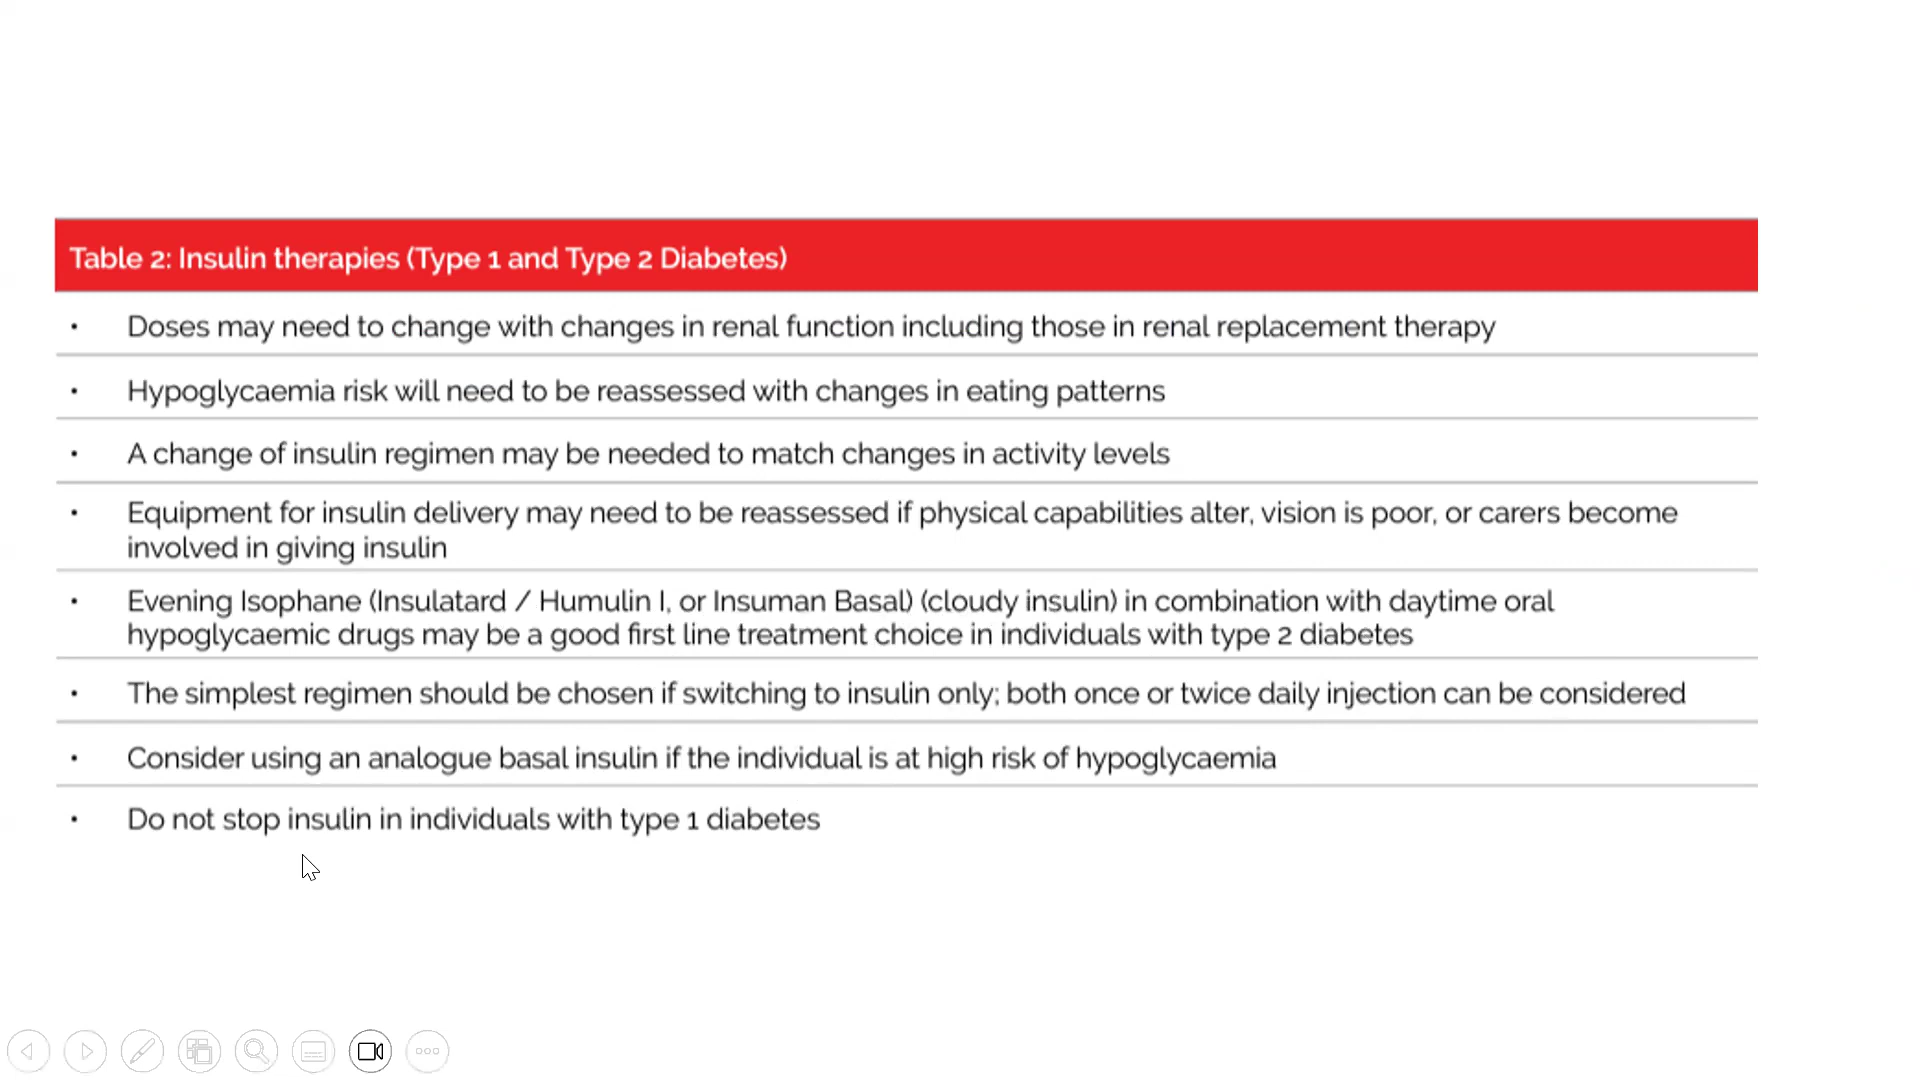 Table 2: Insulin therapies (Type 1 and Type 2 Diabetes)
• Doses may need to change with changes in renal function including those in renal replacement therapy
• Hypoglycaemia risk will need to be reassessed with changes in eating patterns
• A change of insulin regimen may be needed to match changes in activity levels
• Equipment for insulin delivery may need to be reassessed if physical capabilities alter, vision is poor, or carers become
involved in giving insulin
• Evening Isophane (Insulatard / Humulin I, or Insuman Basal) (cloudy insulin) in combination with daytime oral
hypoglycaemic drugs may be a good first line treatment choice in individuals with type 2 diabetes
• The simplest regimen should be chosen if switching to insulin only; both once or twice daily injection can be considered
• Consider using an analogue basal insulin if the individual is at high risk of hypoglycaemia
• Do not stop insulin in individuals with type 1 diabetes